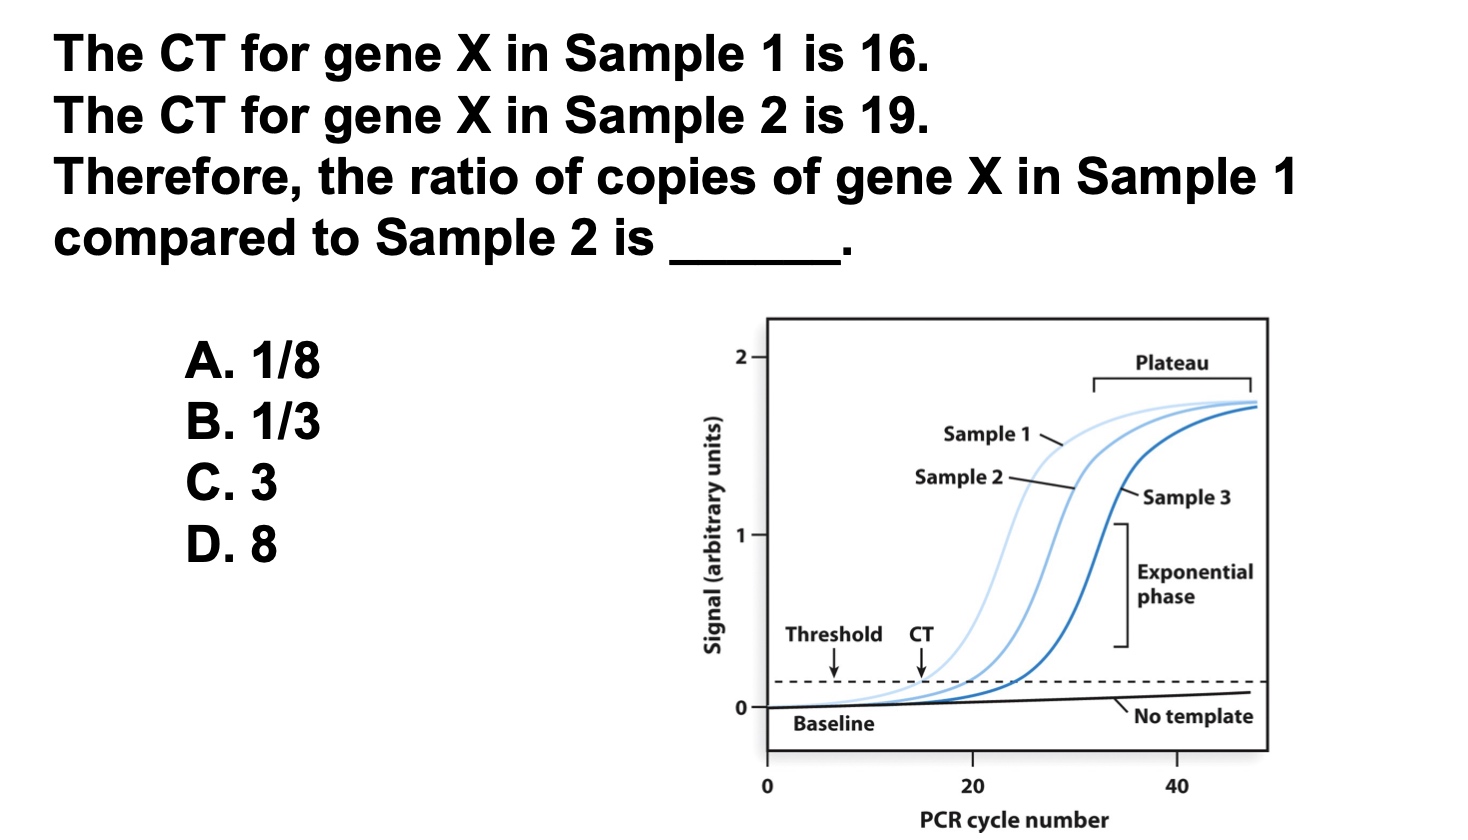 The CT for gene X in Sample 1 is 16.
The CT for gene X in Sample 2 is 19.
Therefore, the ratio of copies of gene X in Sample 1
compared to Sample 2 is _______.
A. 1/8
B. 1/3
C. 3
D. 8
2
Plateau
Signal (arbitrary units)
Sample 1
Sample 2
Sample 3
1
Exponential
phase
Threshold
CT
0
Baseline
No template
0
20
40
PCR cycle number